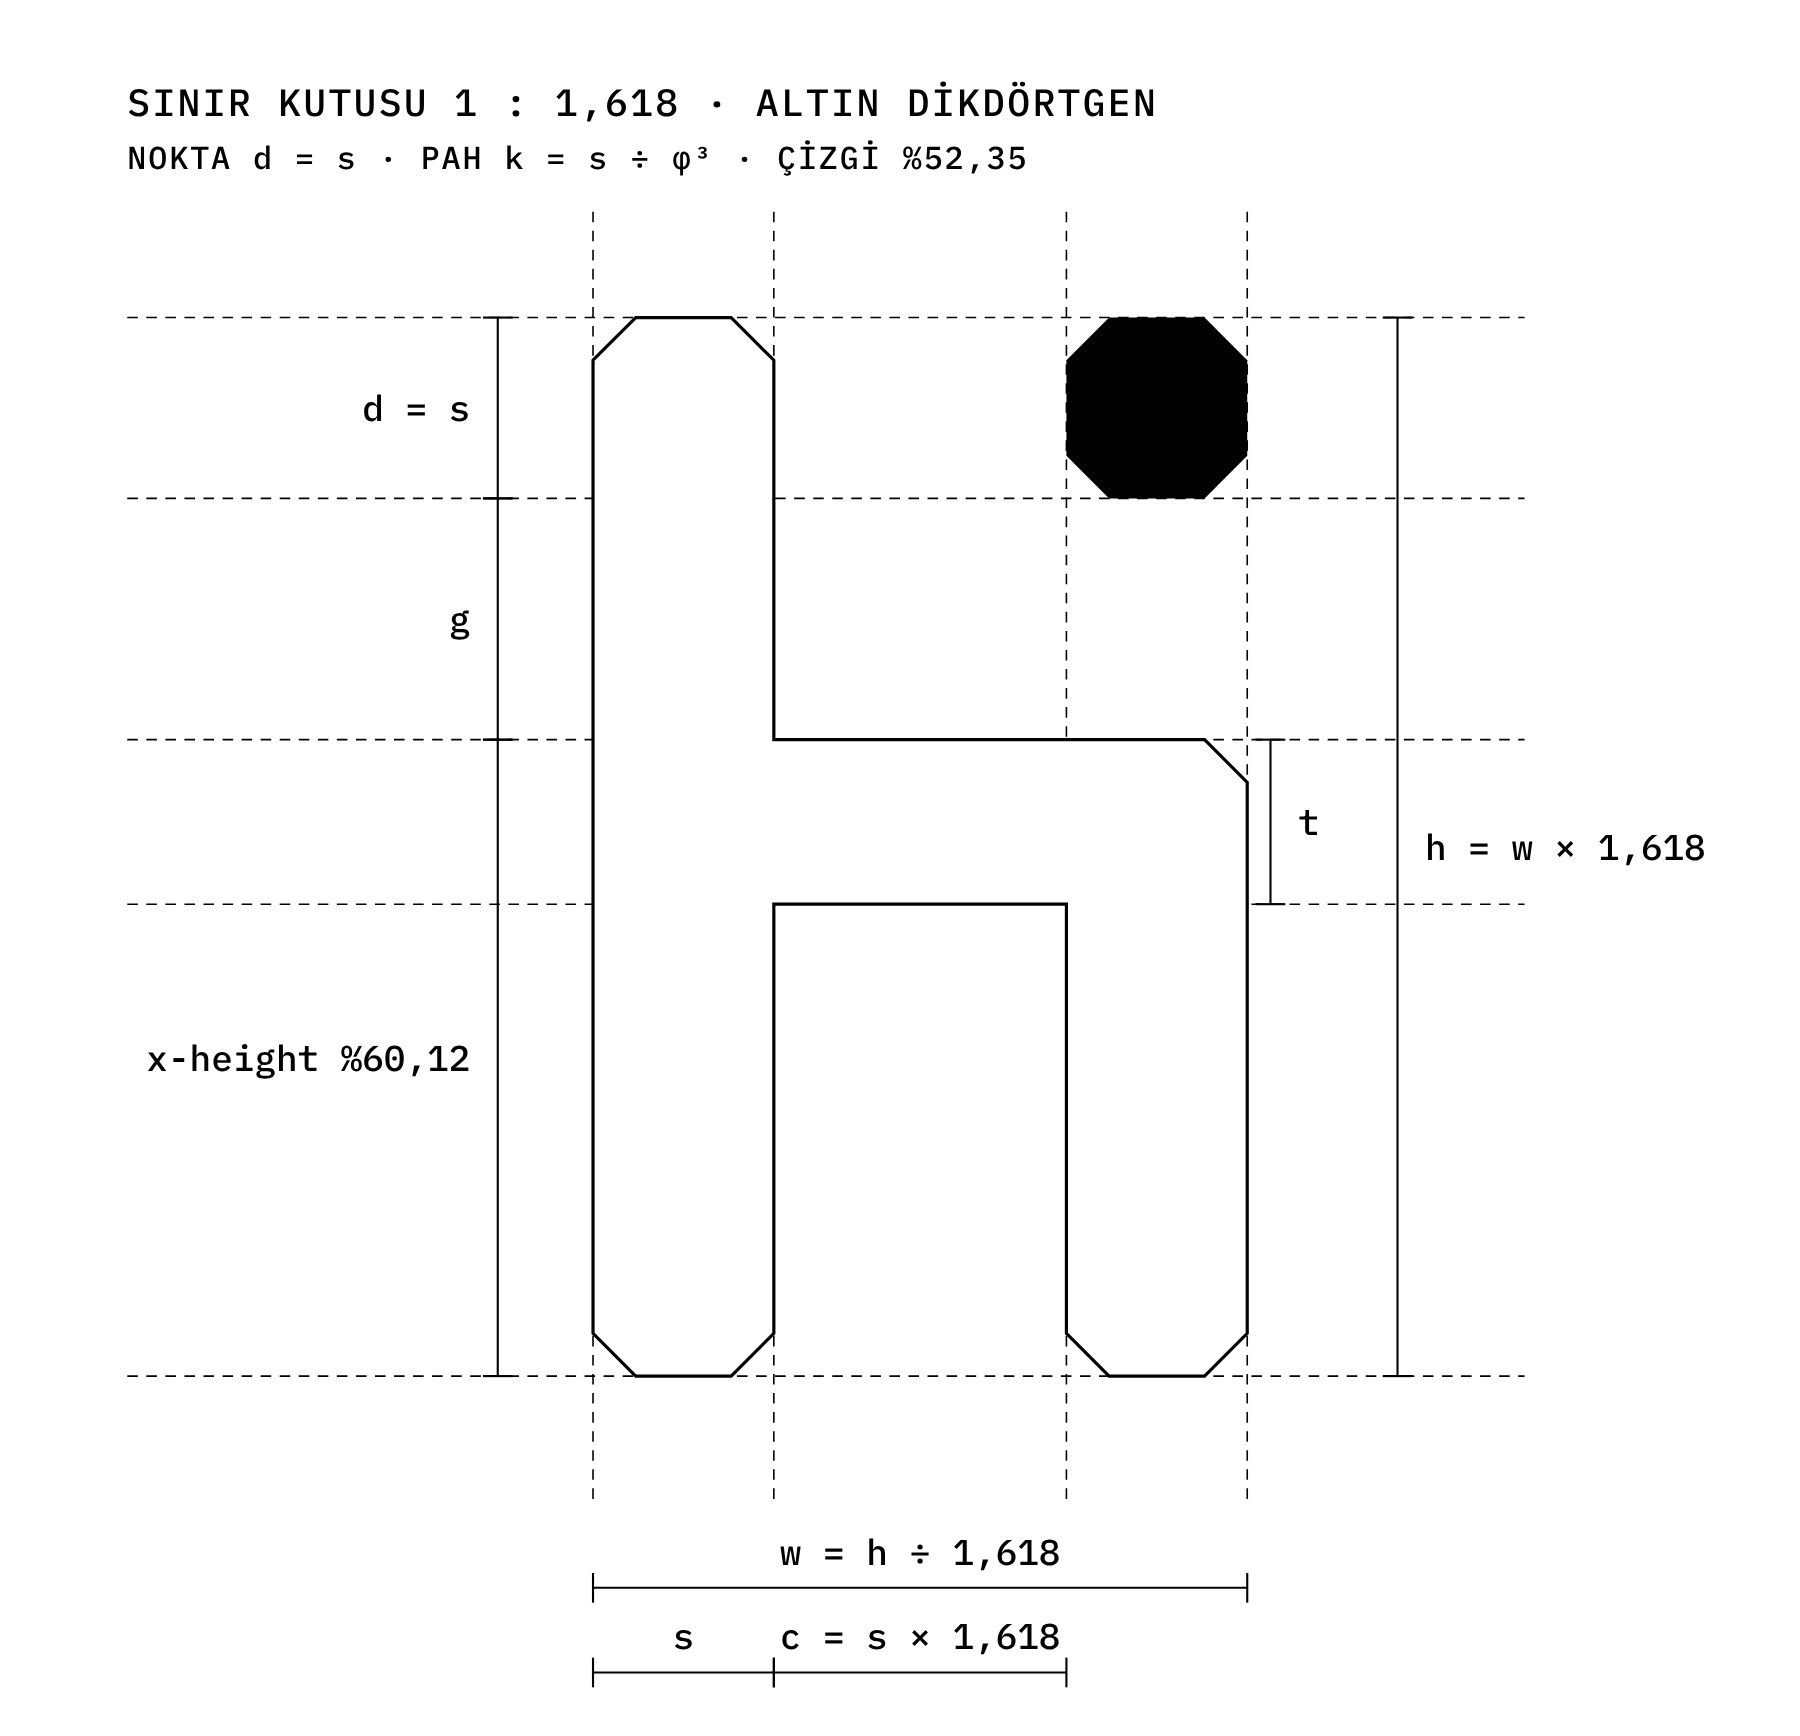 SINIR KUTUSU 1 : 1,618 · ALTIN DİKDÖRTGEN
NOKTA d = s · PAH k = s ÷ φ³ · ÇİZGİ %52,35
d = s
g
t
h = w × 1,618
x-height %60,12
w = h ÷ 1,618
s
c = s × 1,618